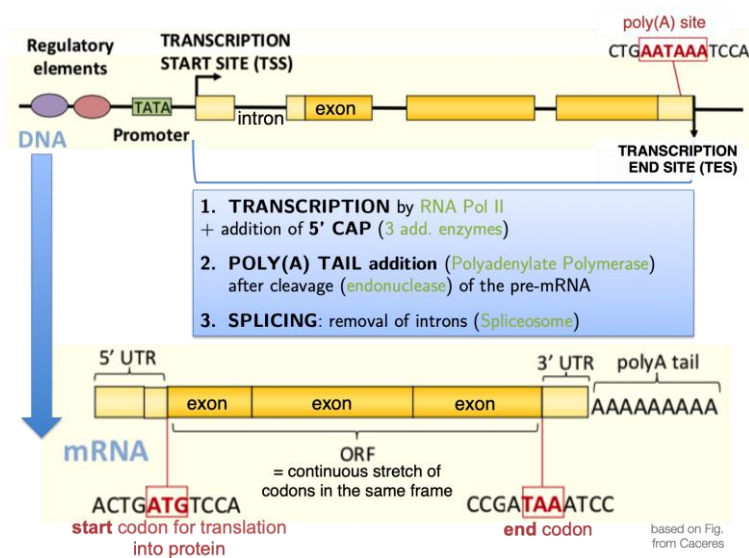 poly(A) site
CTGAATAAATCCA
Regulatory
elements
TRANSCRIPTION
START SITE (TSS)
TATA
intron
exon
DNA
Promoter
TRANSCRIPTION
END SITE (TES)
1. TRANSCRIPTION by RNA Pol II
+ addition of 5' CAP (3 add. enzymes)
2. POLY(A) TAIL addition (Polyadenylate Polymerase)
after cleavage (endonuclease) of the pre-mRNA
3. SPLICING: removal of introns (Spliceosome)
5' UTR
3' UTR
polyA tail
exon
exon
exon
AAAAAAAAA
mRNA
ORF
= continuous stretch of
codons in the same frame
ACTGATGTCCA
CCGATAAATCC
start codon for translation
into protein
end codon
based on Fig.
from Caceres